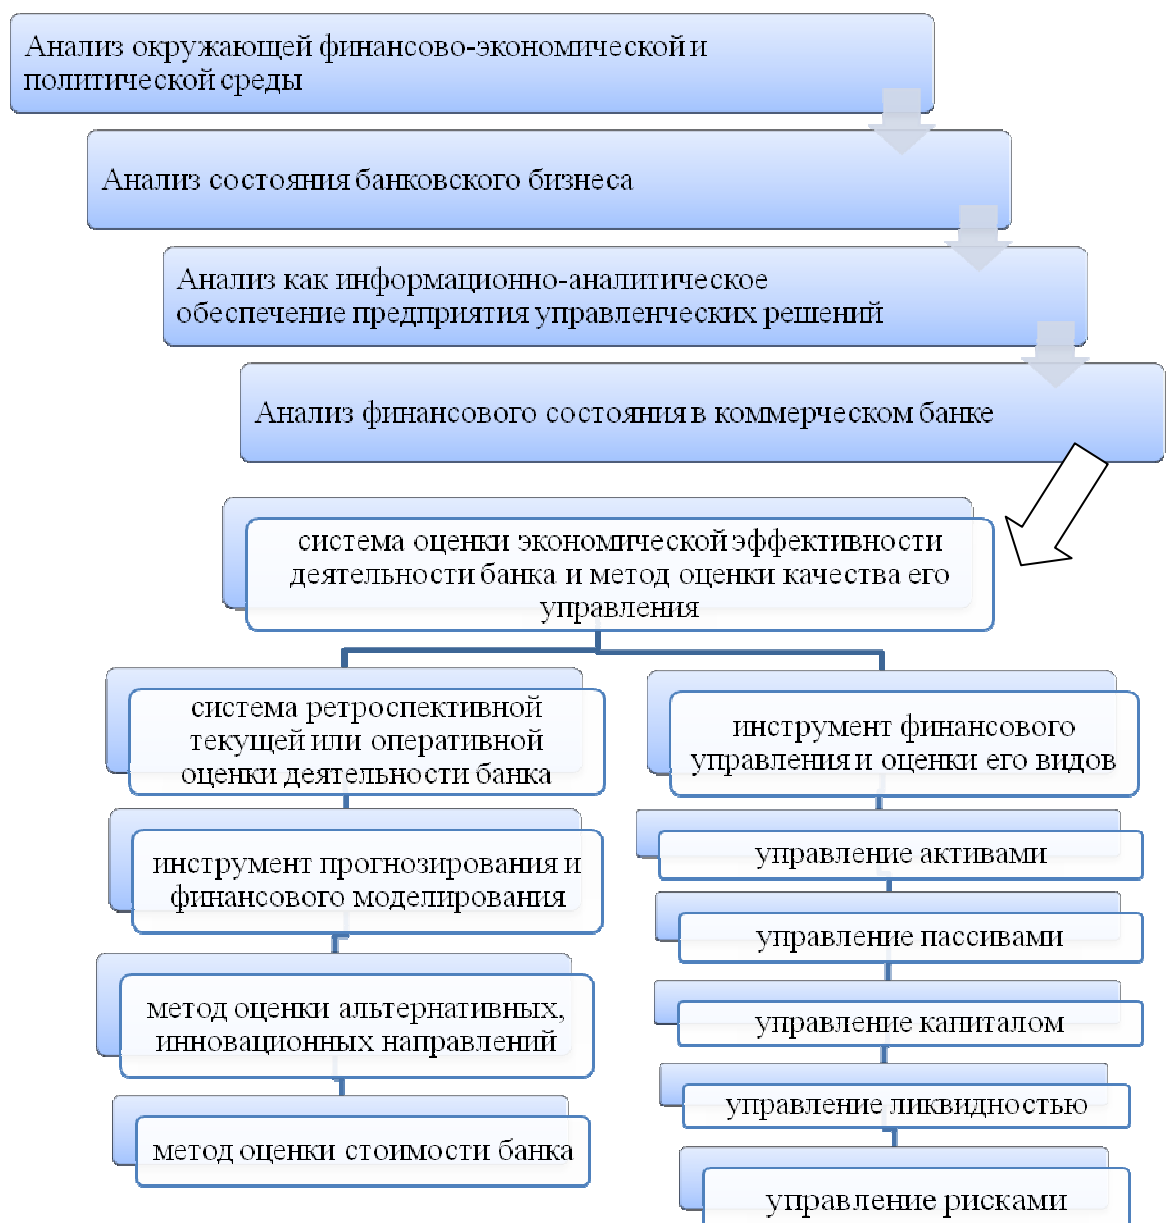 Анализ окружающей финансово-экономической и
политической среды
Анализ состояния банковского бизнеса
Анализ как информационно-аналитическое
обеспечение предприятия управленческих решений
Анализ финансового состояния в коммерческом банке
система оценки экономической эффективности
деятельности банка и метод оценки качества его
управления
система ретроспективной
текущей или оперативной
оценки деятельности банка
инструмент прогнозирования и
финансового моделирования
метод оценки альтернативных,
инновационных направлений
метод оценки стоимости банка
инструмент финансового
управления и оценки его видов
управление активами
управление пассивами
управление капиталом
управление ликвидностью
управление рисками